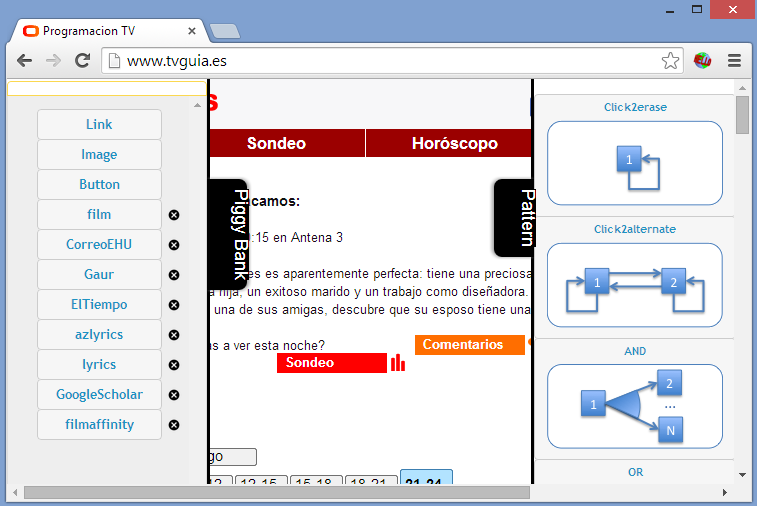 Programacion TV
www.tvguia.es
Link
Image
Button
film
CorreoEHU
Gaur
ElTiempo
azlyrics
lyrics
GoogleScholar
filmaffinity
Piggy Bank
s
Sondeo Horóscopo
camos:
:15 en Antena 3
es es aparentemente perfecta: tiene una preciosa
hija, un exitoso marido y un trabajo como diseñadora.
una de sus amigas, descubre que su esposo tiene una
s a ver esta noche?
Comentarios
Sondeo
go
12 12-15 15-18 18-21 21-24
Pattern
Click2erase
1
Click2alternate
1 2
AND
1 2
...
N
OR